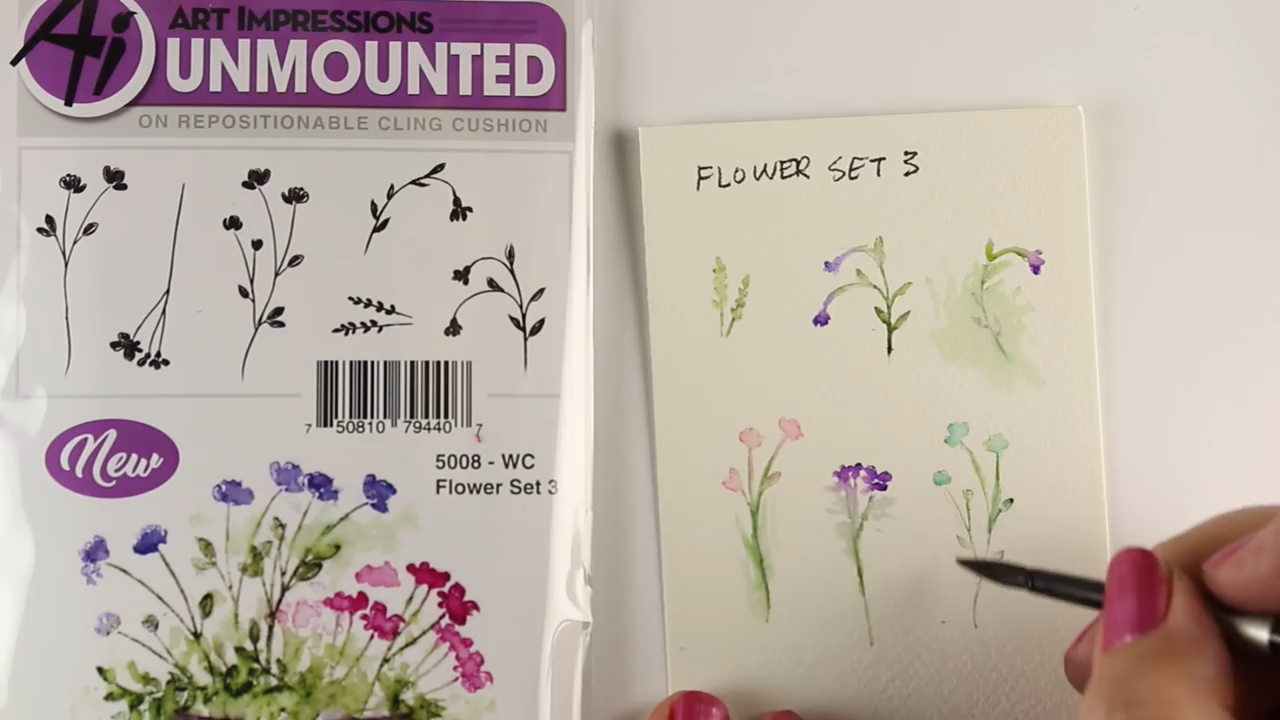 Ai
ART IMPRESSIONS
UNMOUNTED
ON REPOSITIONABLE CLING CUSHION
7 50810 79440 7
New
5008 - WC
Flower Set 3
FLOWER SET 3